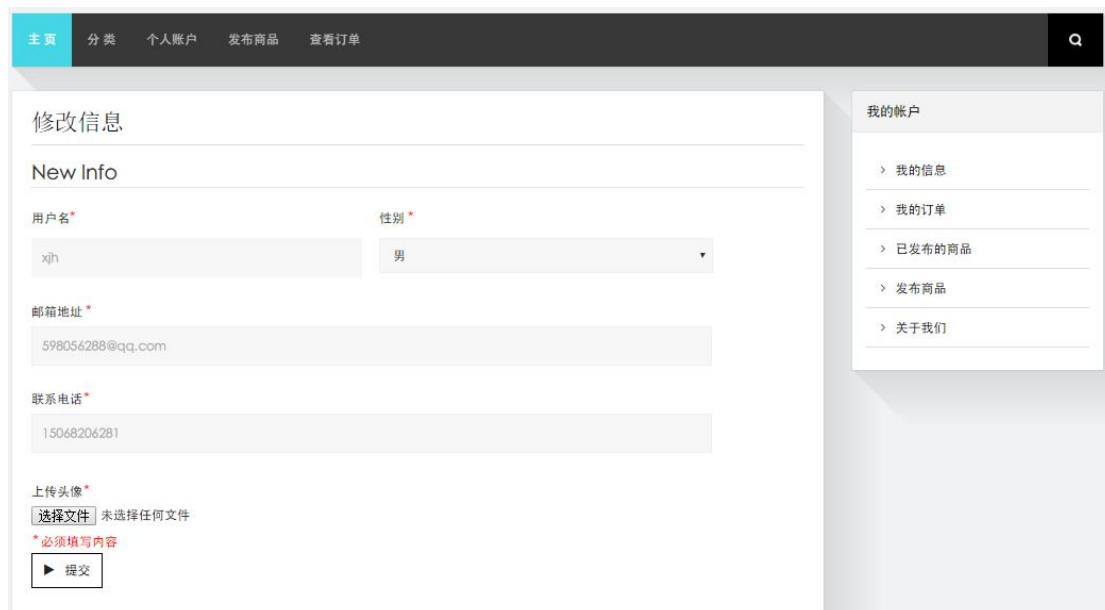 主页 分类 个人账户 发布商品 查看订单
修改信息
New Info
用户名* 性别 *
xjh 男
邮箱地址 *
598056288@qq.com
联系电话*
15068206281
上传头像*
选择文件 未选择任何文件
*必须填写内容
提交
我的帐户
我的信息
我的订单
已发布的商品
发布商品
关于我们